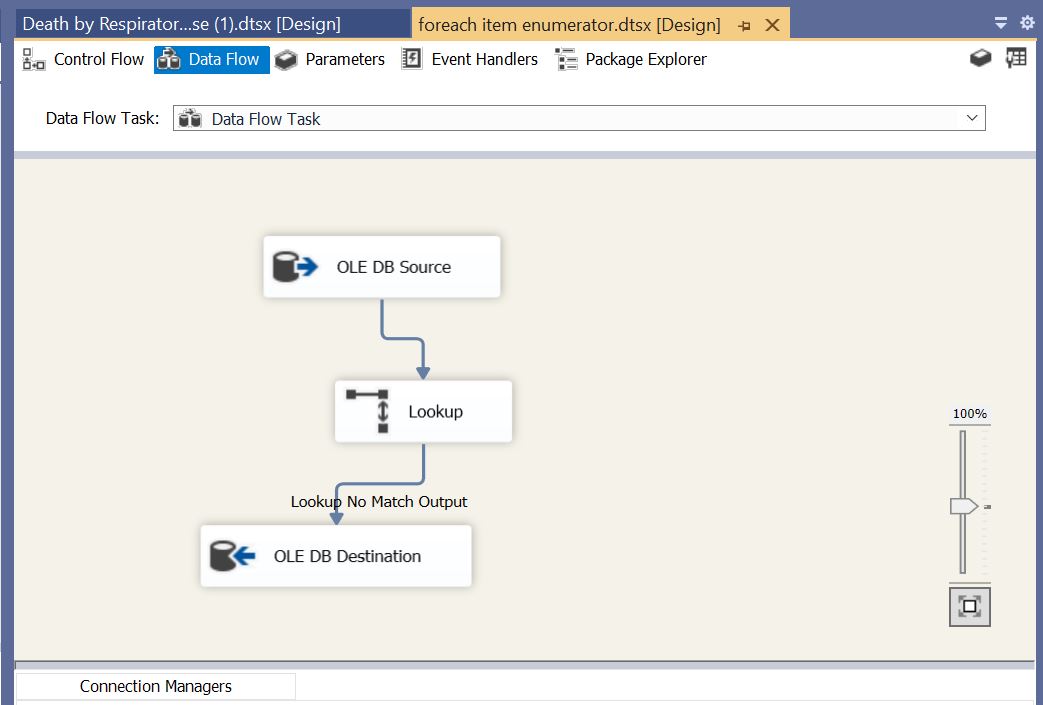 Death by Respirator...se (1).dtsx [Design]
foreach item enumerator.dtsx [Design]
Control Flow
Data Flow
Parameters
Event Handlers
Package Explorer
Data Flow Task:
Data Flow Task
OLE DB Source
Lookup
Lookup No Match Output
OLE DB Destination
100%
Connection Managers